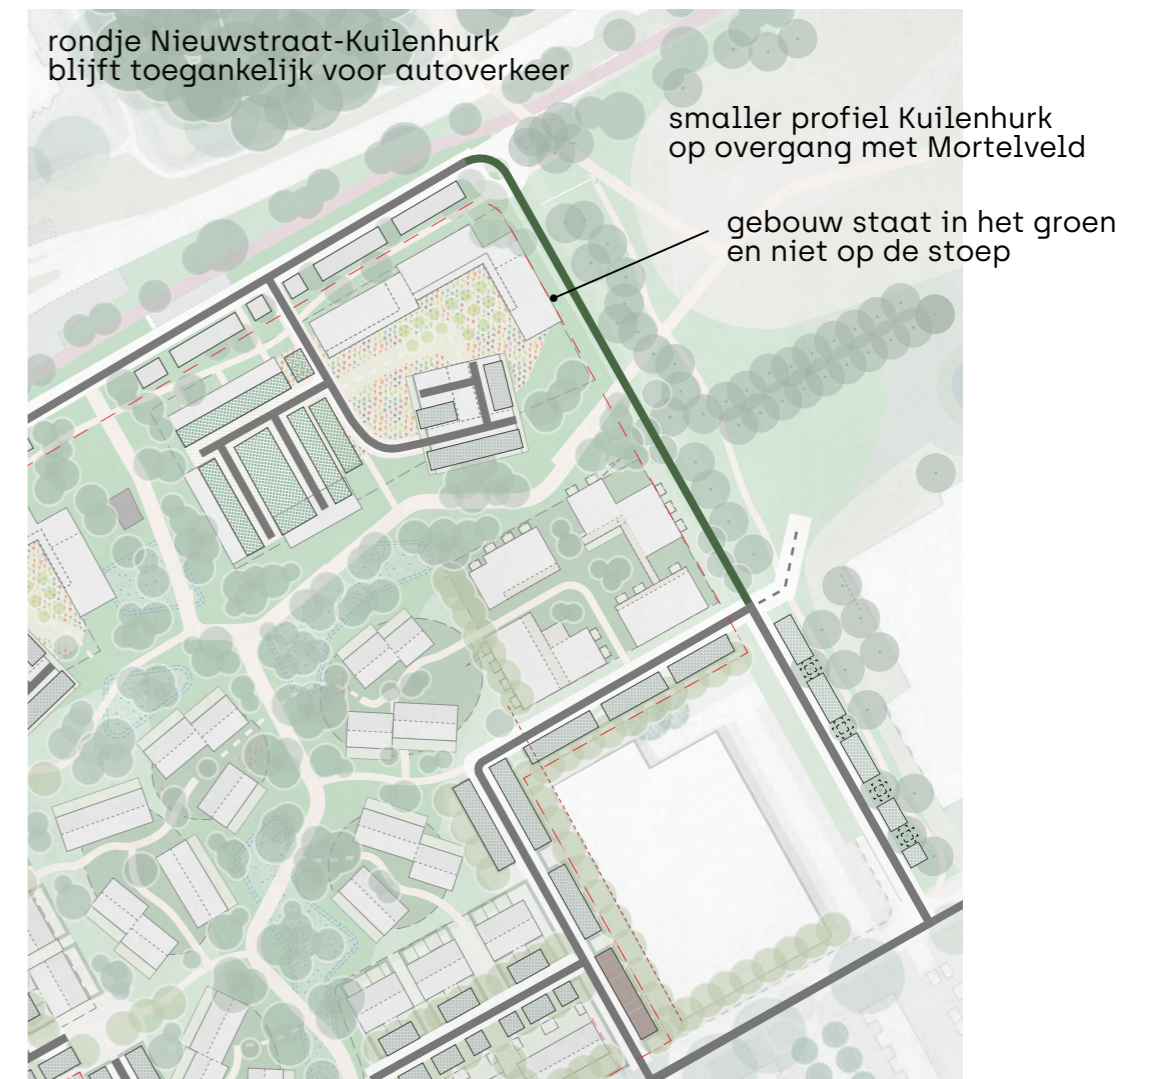 rondje Nieuwstraat-Kuilenhurk
blijft toegankelijk voor autoverkeer
smaller profiel Kuilenhurk
op overgang met Mortelveld
gebouw staat in het groen
en niet op de stoep